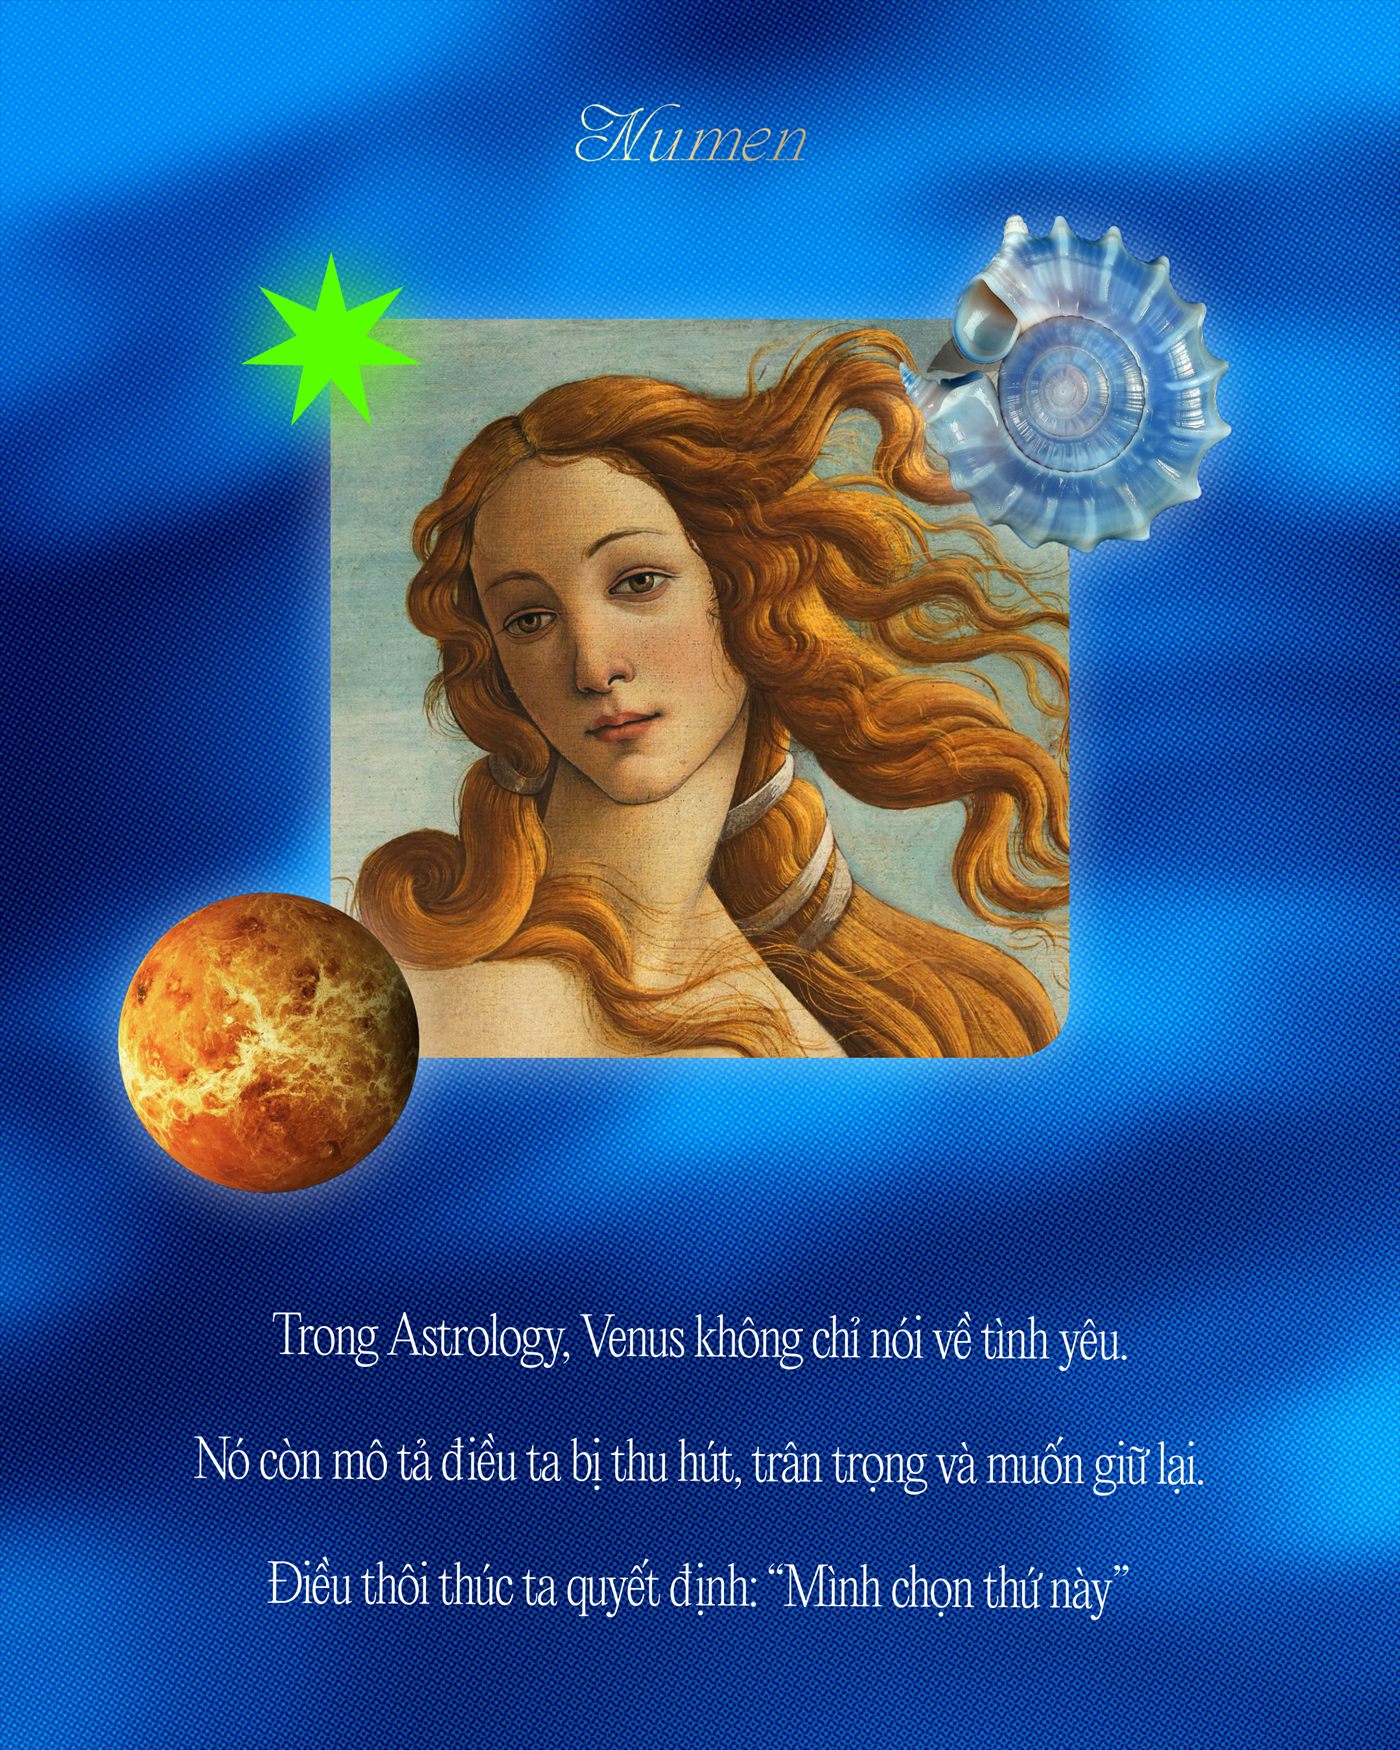 Numen
Trong Astrology, Venus không chỉ nói về tình yêu.
Nó còn mô tả điều ta bị thu hút, trân trọng và muốn giữ lại.
Điều thôi thúc ta quyết định: “Mình chọn thứ này”